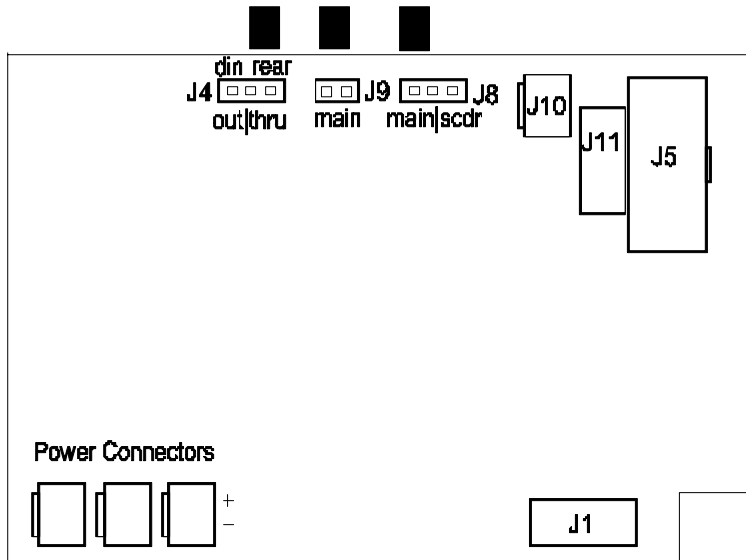 din rear
J4
out|thru
J9
main
J8
main|scdr
J10
J11
J5
Power Connectors
+
−
J1